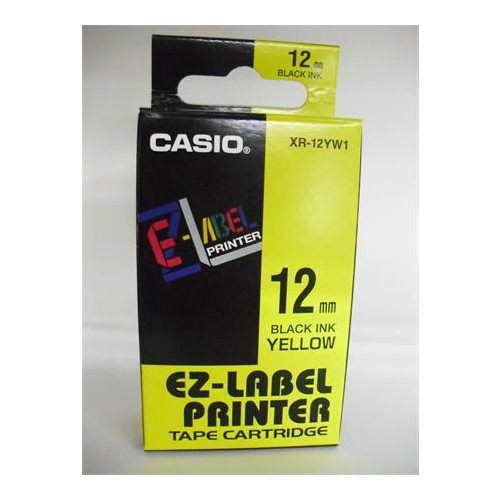 12 mm
BLACK INK
CASIO®
XR-12YW1
EZ-LABEL
PRINTER
12 mm
BLACK INK
YELLOW
EZ-LABEL
PRINTER
TAPE CARTRIDGE